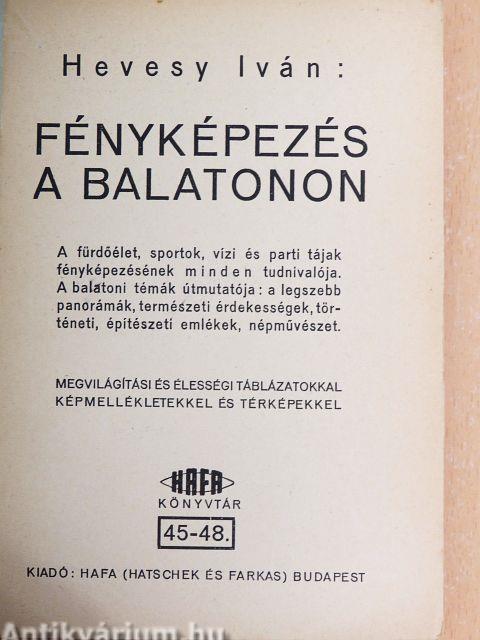 Hevesy Iván:
FÉNYKÉPEZÉS
A BALATONON
A fürdőélet, sportok, vízi és parti tájak
fényképezésének minden tudnivalója.
A balatoni témák útmutatója: a legszebb
panorámák, természeti érdekességek, tör-
téneti, építészeti emlékek, népművészet.
MEGVILÁGÍTÁSI ÉS ÉLESSÉGI TÁBLÁZATOKKAL
KÉPMELLÉKLETEKKEL ÉS TÉRKÉPEKKEL
HAFA
KÖNYVTÁR
45-48.
KIADÓ: HAFA (HATSCHEK ÉS FARKAS) BUDAPEST
Antikvárium.hu